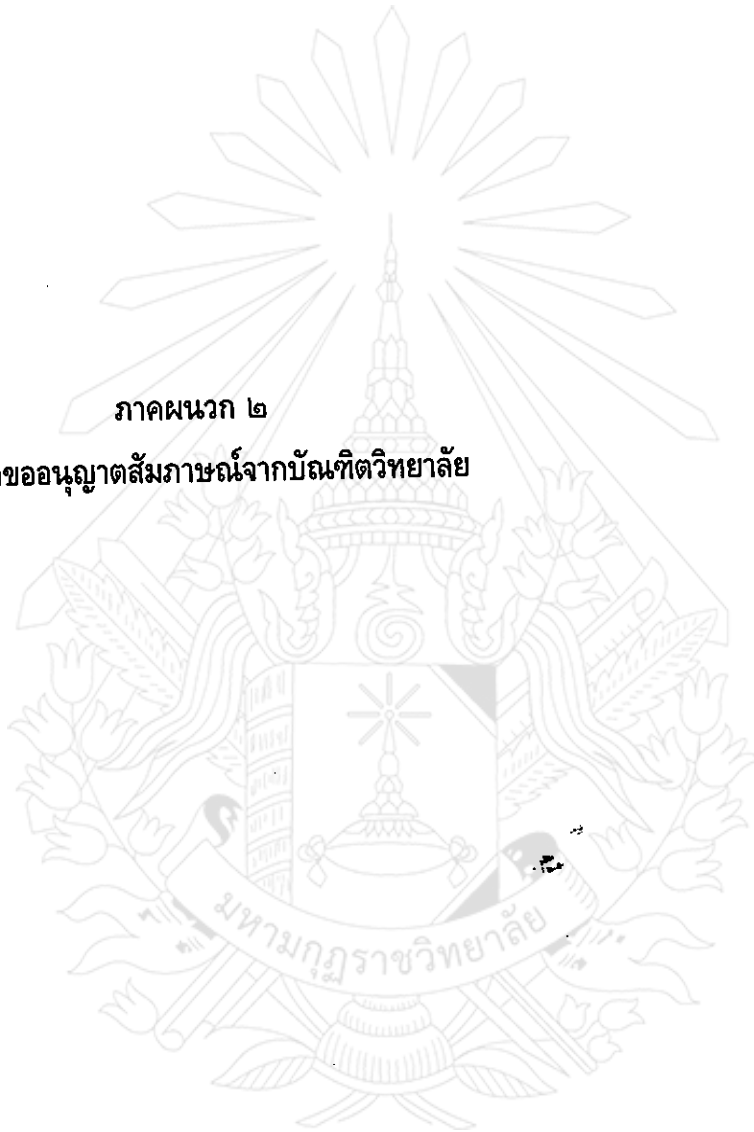 ภาคผนวก ๒
ขออนุญาตสัมภาษณ์จากบัณฑิตวิทยาลัย
มหามกุฏราชวิทยาลัย